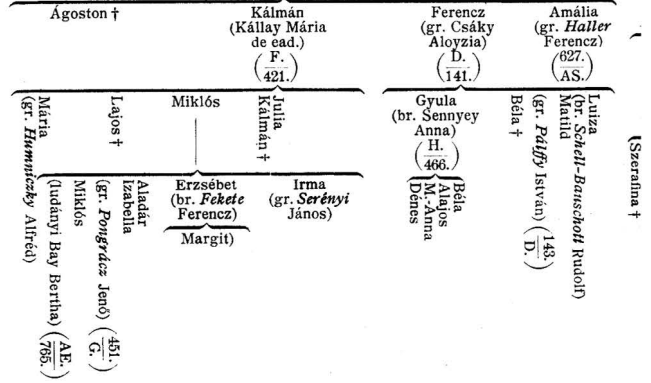 Ágoston †
Kálmán
(Kállay Mária
de ead.)
(F.
421.)
Ferencz
(gr. Csáky
Aloyzia)
(D.
141.)
Amália
(gr. Haller
Ferencz)
(627.
AS.)
Mária
(gr. Humniczky Alfréd)
Lajos †
Miklós
Julia
Kálmán †
Gyula
(br. Sennyey
Anna)
(H.
466.)
Béla †
(gr. Pálffy István) (143.
D.)
Luiza
(br. Schell-Bauschott Rudolf)
Matild
(Szerafina †
Aladár
Izabella
(gr. Pongrácz Jenő) (451.
G.)
Miklós
(ludányi Bay Bertha) (AE.
765.)
Erzsébet
(br. Fekete
Ferencz)
Margit)
Irma
(gr. Serényi
János)
Béla
Alajos
M.-Anna
Dénes